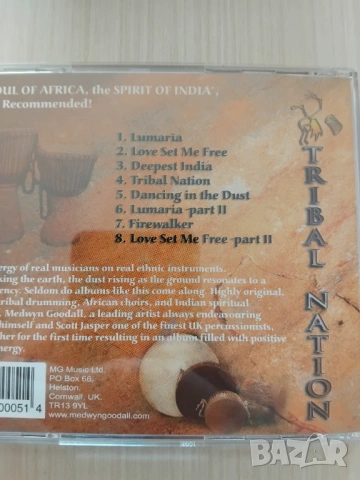 OUL OF AFRICA, the SPIRIT OF INDIA',
Recommended!
1. Lumaria
2. Love Set Me Free
3. Deepest India
4. Tribal Nation
5. Dancing in the Dust
6. Lumaria -part II
7. Firewalker
8. Love Set Me Free -part II
TRIBAL NATION
ergy of real musicians on real ethnic instruments.
sing the earth, the dust rising as the ground resonates to a
rency. Seldom do albums like this come along. Highly original.
tribal drumming, African choirs, and Indian spiritual
. Medwyn Goodall, a leading artist always endeavouring
himself and Scott Jasper one of the finest UK percussionists.
ther for the first time resulting in an album filled with positive
nergy.
MG Music Ltd.
PO Box 68.
Helston.
Cornwall, UK.
TR13 9YL
www.medwyngoodall.com
00051 4
bazar.bg